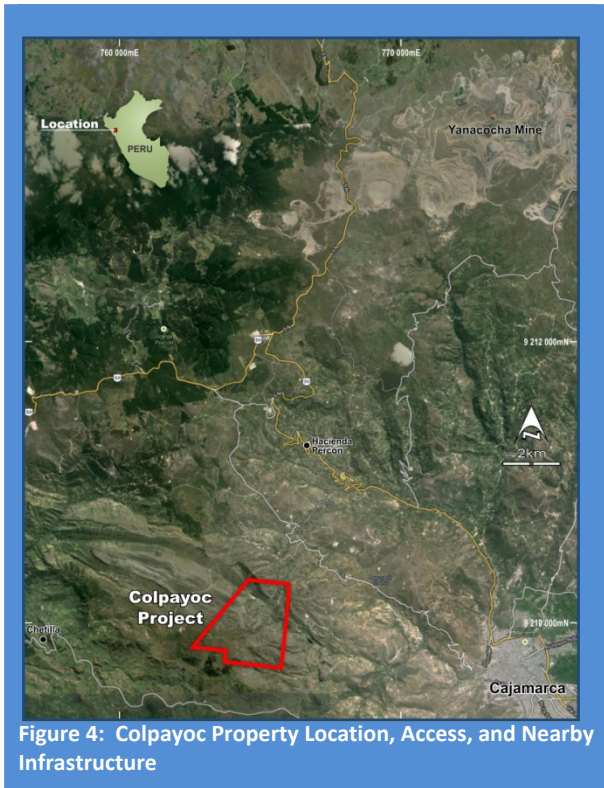 760 000mE
770 000mE
Location
PERU
Yanacocha Mine
9 212 000mN
Hacienda
Percon
2km
Colpayoc
Project
Chetilla
9 210 000mN
Cajamarca
Figure 4: Colpayoc Property Location, Access, and Nearby
Infrastructure